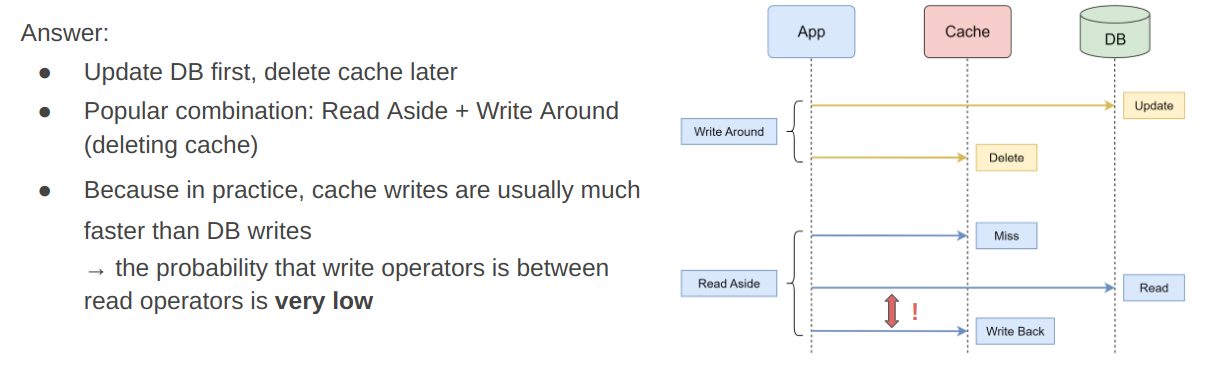 Answer:
● Update DB first, delete cache later
● Popular combination: Read Aside + Write Around
(deleting cache)
● Because in practice, cache writes are usually much
faster than DB writes
→ the probability that write operators is between
read operators is very low
App
Cache
DB
Update
Write Around
Delete
Miss
Read Aside
Read
!
Write Back